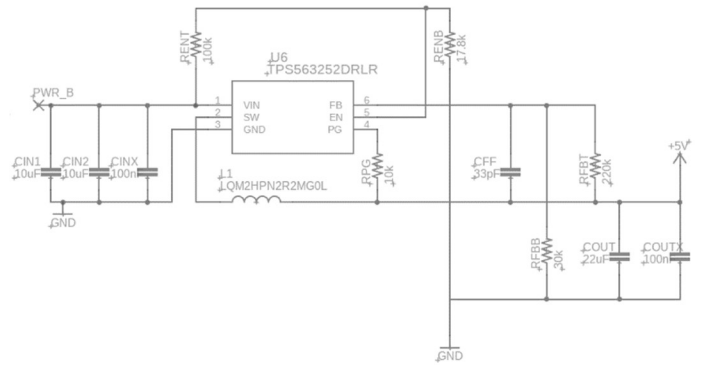 RENT
100k
RENB
17.8k
U6
TPS563252DRLR
PWR_B
1
VIN
FB
6
2
SW
EN
5
3
GND
PG
4
CIN1
10uF
CIN2
10uF
CINX
100nF
RPG
10k
CFF
33pF
RFBT
220k
+5V
L1
LQM2HPN2R2MG0L
GND
RFBB
30k
COUT
22uF
COUTX
100nF
GND